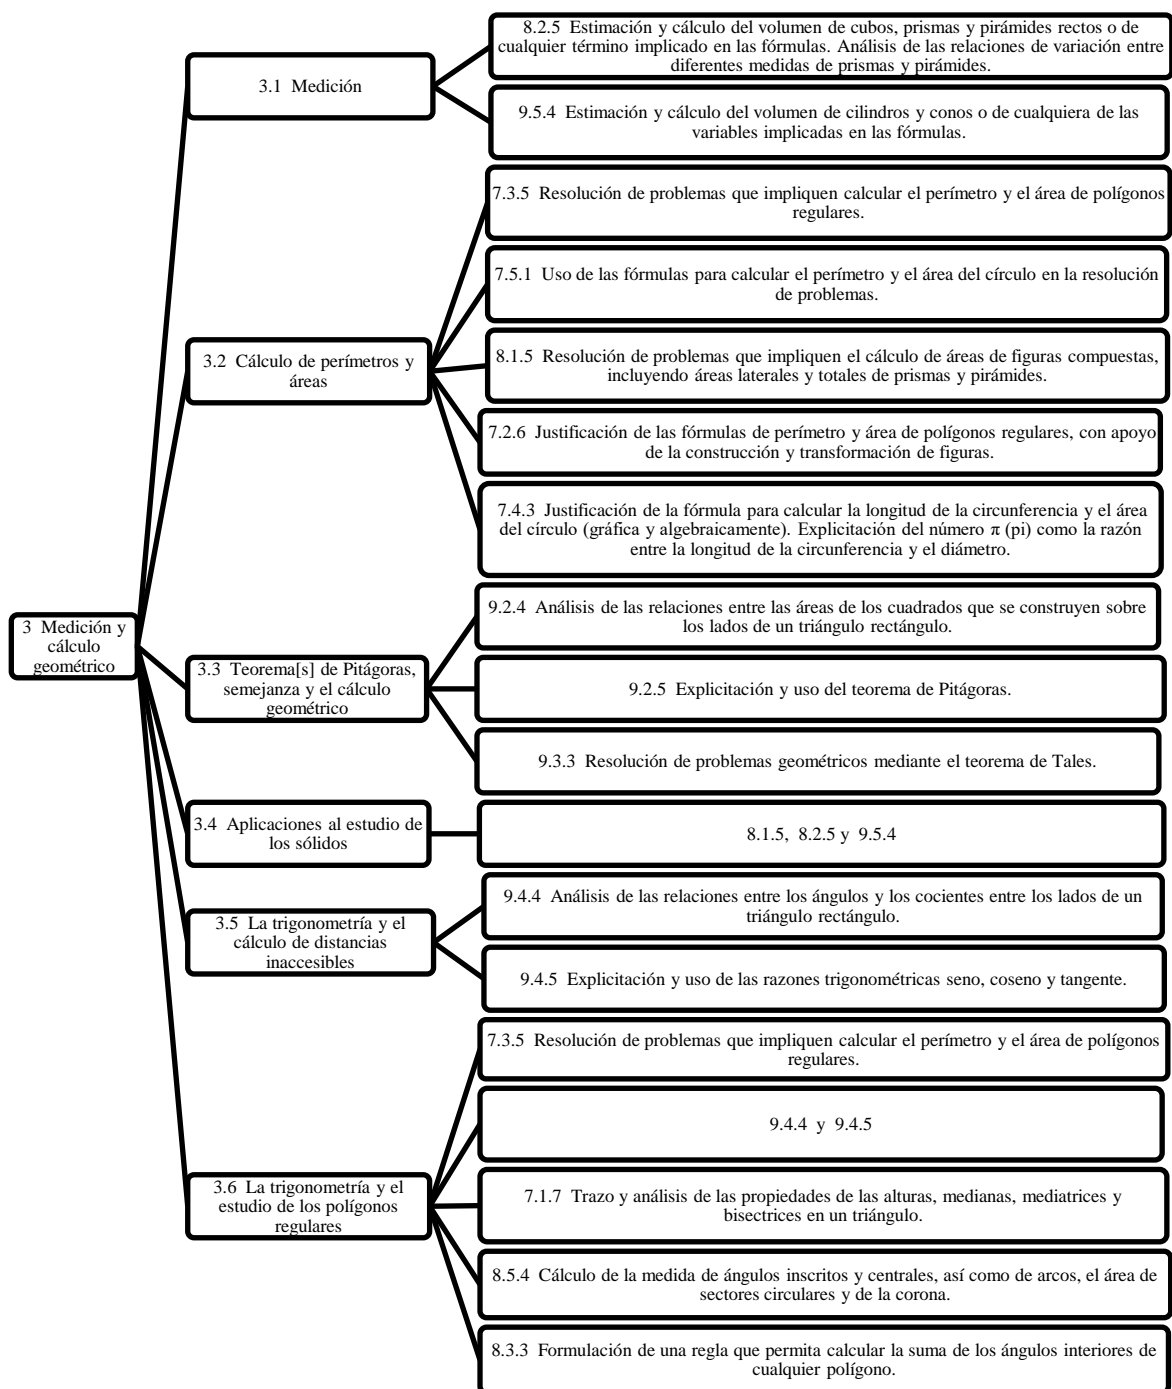 8.2.5 Estimación y cálculo del volumen de cubos, prismas y pirámides rectos o de
cualquier término implicado en las fórmulas. Análisis de las relaciones de variación entre
diferentes medidas de prismas y pirámides.
3.1 Medición
9.5.4 Estimación y cálculo del volumen de cilindros y conos o de cualquiera de las
variables implicadas en las fórmulas.
7.3.5 Resolución de problemas que impliquen calcular el perímetro y el área de polígonos
regulares.
7.5.1 Uso de las fórmulas para calcular el perímetro y el área del círculo en la resolución
de problemas.
3.2 Cálculo de perímetros y
áreas
8.1.5 Resolución de problemas que impliquen el cálculo de áreas de figuras compuestas,
incluyendo áreas laterales y totales de prismas y pirámides.
7.2.6 Justificación de las fórmulas de perímetro y área de polígonos regulares, con apoyo
de la construcción y transformación de figuras.
7.4.3 Justificación de la fórmula para calcular la longitud de la circunferencia y el área
del círculo (gráfica y algebraicamente). Explicitación del número π (pi) como la razón
entre la longitud de la circunferencia y el diámetro.
3 Medición y
cálculo
geométrico
9.2.4 Análisis de las relaciones entre las áreas de los cuadrados que se construyen sobre
los lados de un triángulo rectángulo.
3.3 Teorema[s] de Pitágoras,
semejanza y el cálculo
geométrico
9.2.5 Explicitación y uso del teorema de Pitágoras.
9.3.3 Resolución de problemas geométricos mediante el teorema de Tales.
3.4 Aplicaciones al estudio de
los sólidos
8.1.5, 8.2.5 y 9.5.4
9.4.4 Análisis de las relaciones entre los ángulos y los cocientes entre los lados de un
triángulo rectángulo.
3.5 La trigonometría y el
cálculo de distancias
inaccesibles
9.4.5 Explicitación y uso de las razones trigonométricas seno, coseno y tangente.
7.3.5 Resolución de problemas que impliquen calcular el perímetro y el área de polígonos
regulares.
9.4.4 y 9.4.5
3.6 La trigonometría y el
estudio de los polígonos
regulares
7.1.7 Trazo y análisis de las propiedades de las alturas, medianas, mediatrices y
bisectrices en un triángulo.
8.5.4 Cálculo de la medida de ángulos inscritos y centrales, así como de arcos, el área de
sectores circulares y de la corona.
8.3.3 Formulación de una regla que permita calcular la suma de los ángulos interiores de
cualquier polígono.